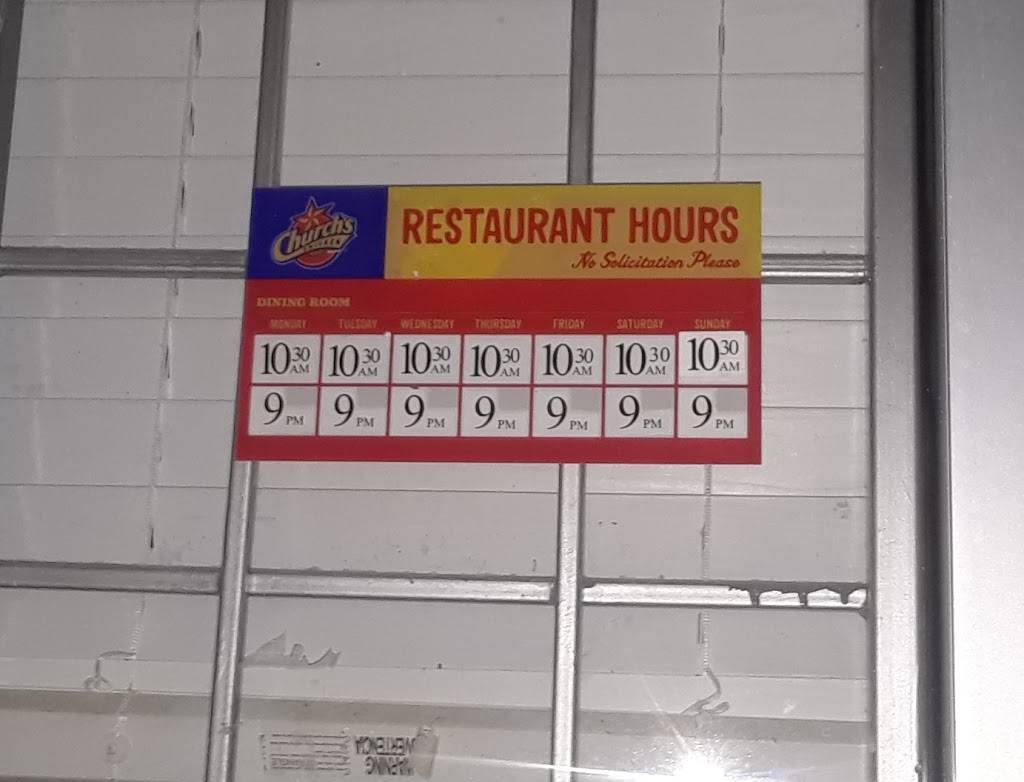 Church's
CHICKEN
RESTAURANT HOURS
No Solicitation Please
DINING ROOM
MONDAY TUESDAY WEDNESDAY THURSDAY FRIDAY SATURDAY SUNDAY
10 30 AM 10 30 AM 10 30 AM 10 30 AM 10 30 AM 10 30 AM 10 30 AM
9 PM 9 PM 9 PM 9 PM 9 PM 9 PM 9 PM
WARNING